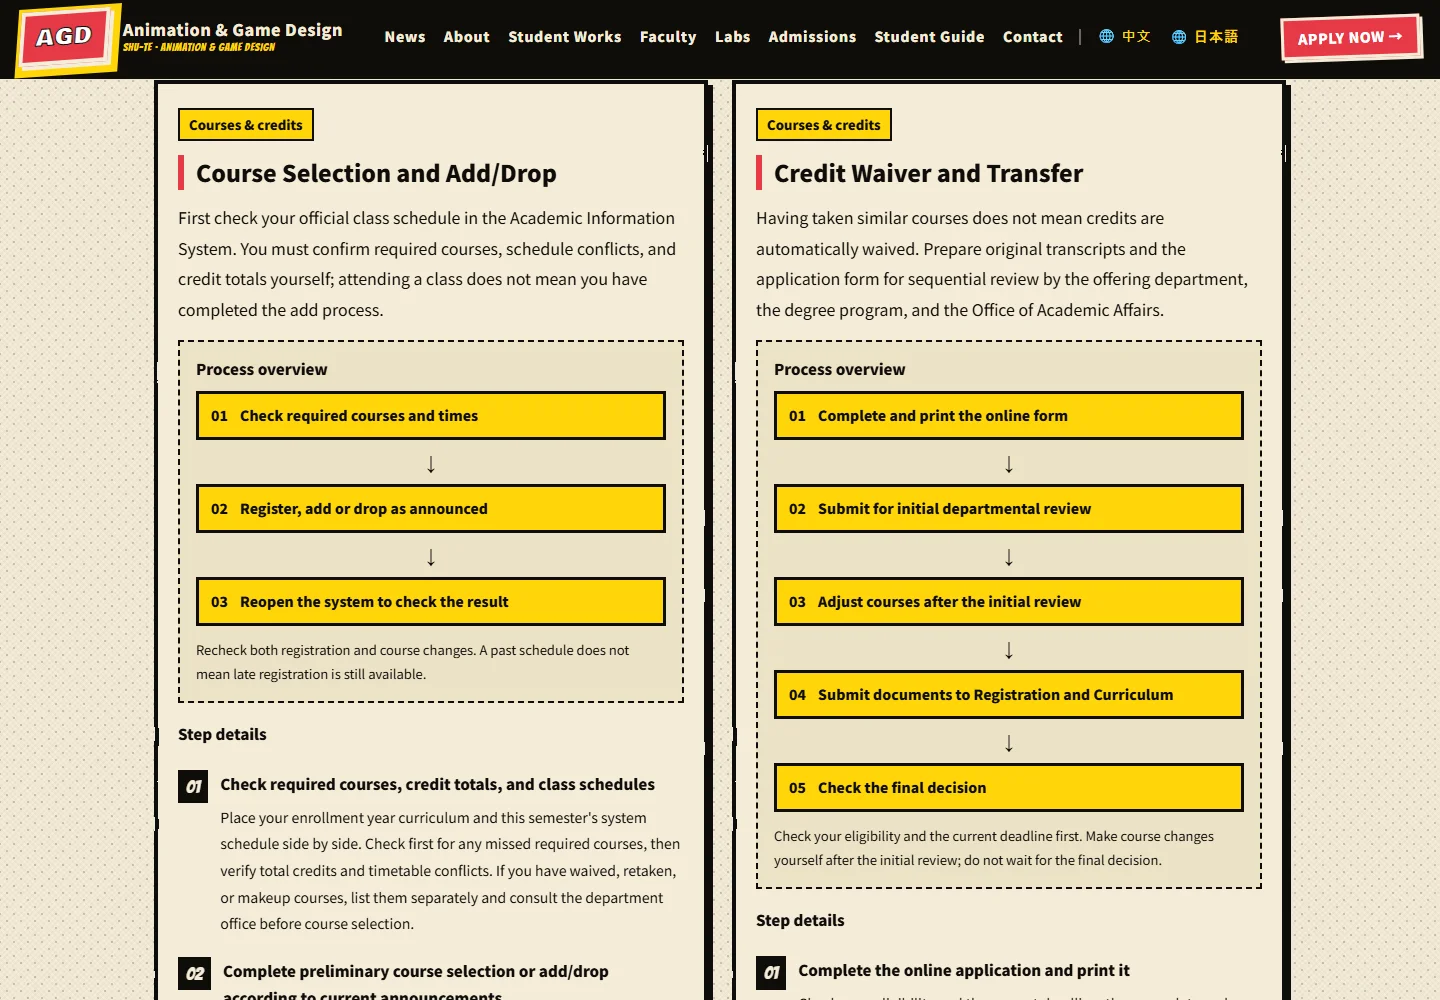 AGD
Animation & Game Design
SHU-TE · ANIMATION & GAME DESIGN
News
About
Student Works
Faculty
Labs
Admissions
Student Guide
Contact
|
🌐 中文
🌐 日本語
APPLY NOW →
Courses & credits
Course Selection and Add/Drop
First check your official class schedule in the Academic Information
System. You must confirm required courses, schedule conflicts, and
credit totals yourself; attending a class does not mean you have
completed the add process.
Process overview
01 Check required courses and times
↓
02 Register, add or drop as announced
↓
03 Reopen the system to check the result
Recheck both registration and course changes. A past schedule does not
mean late registration is still available.
Step details
01 Check required courses, credit totals, and class schedules
Place your enrollment year curriculum and this semester's system
schedule side by side. Check first for any missed required courses, then
verify total credits and timetable conflicts. If you have waived, retaken,
or makeup courses, list them separately and consult the department
office before course selection.
02 Complete preliminary course selection or add/drop
according to current announcements
Courses & credits
Credit Waiver and Transfer
Having taken similar courses does not mean credits are
automatically waived. Prepare original transcripts and the
application form for sequential review by the offering department,
the degree program, and the Office of Academic Affairs.
Process overview
01 Complete and print the online form
↓
02 Submit for initial departmental review
↓
03 Adjust courses after the initial review
↓
04 Submit documents to Registration and Curriculum
↓
05 Check the final decision
Check your eligibility and the current deadline first. Make course changes
yourself after the initial review; do not wait for the final decision.
Step details
01 Complete the online application and print it